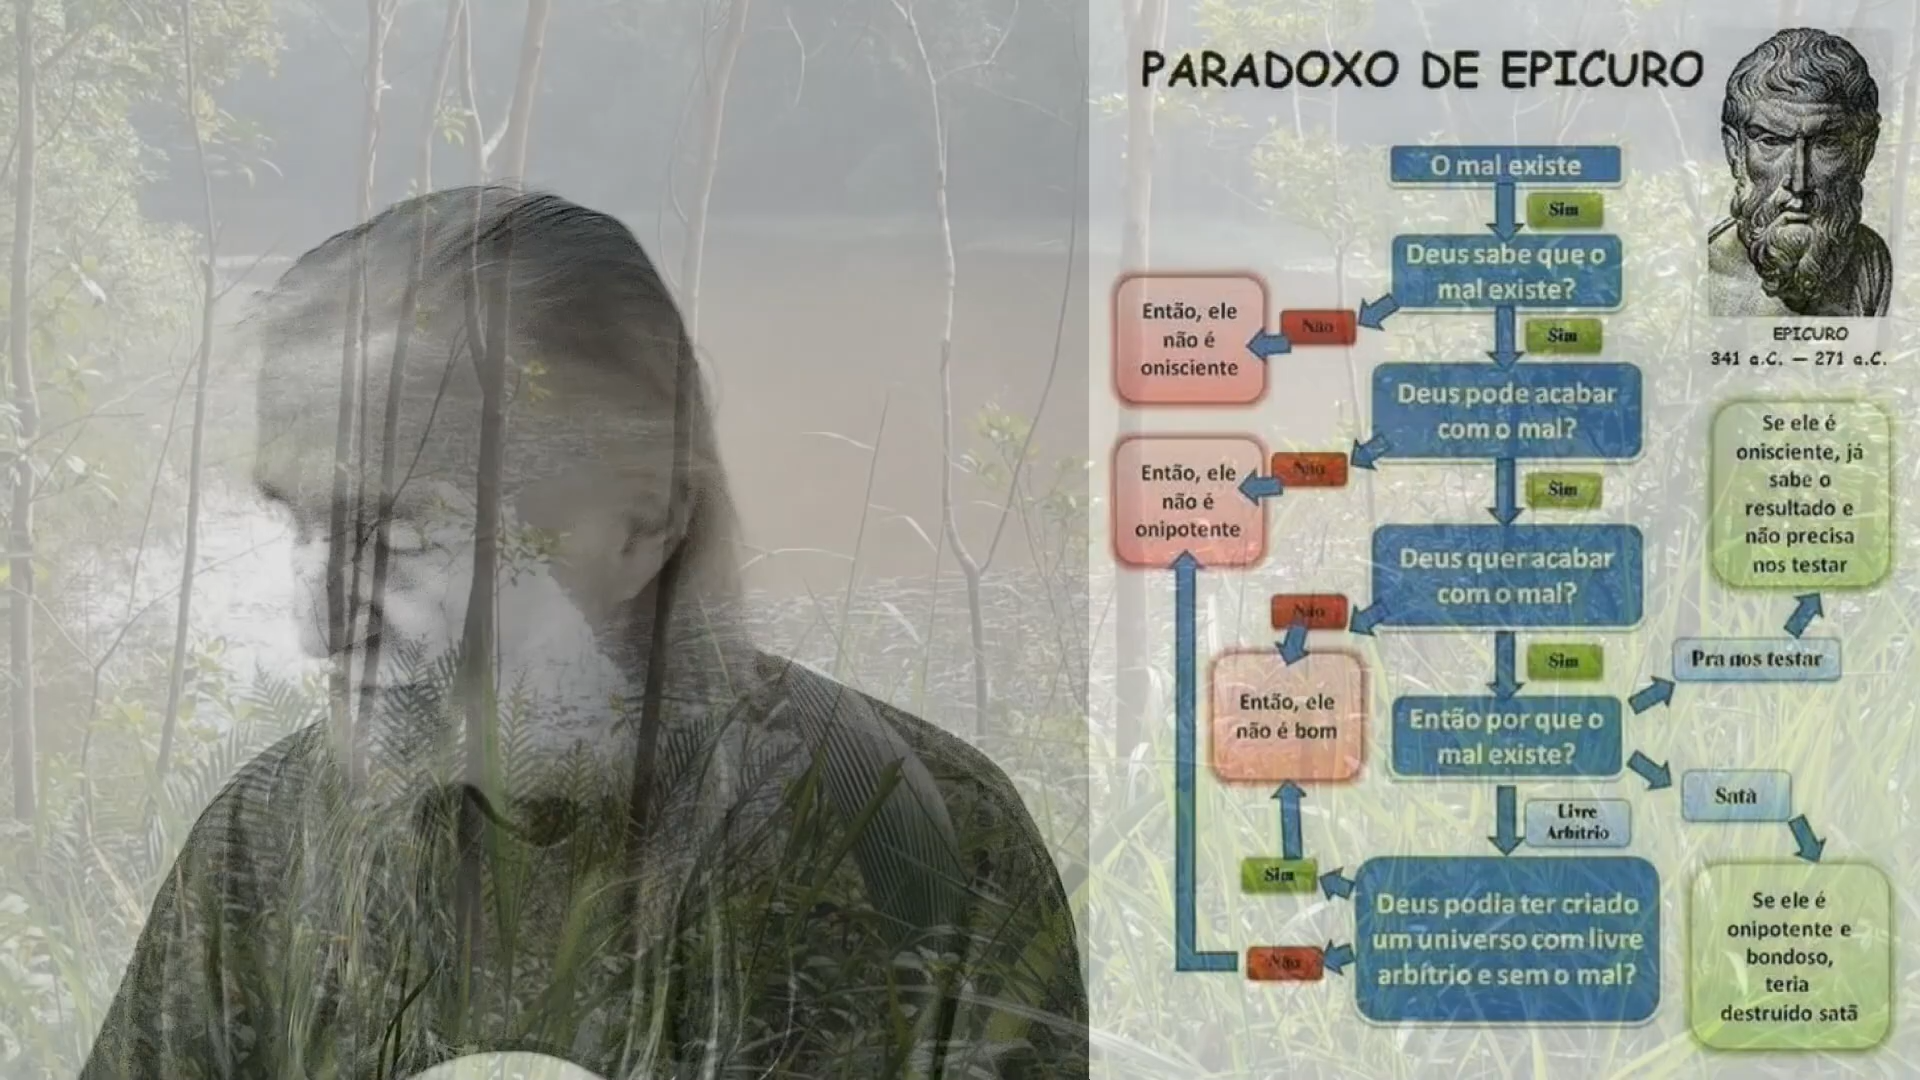 PARADOXO DE EPICURO
O mal existe
Sim
Deus sabe que o
mal existe?
Não
Então, ele
não é
onisciente
Sim
EPICURO
341 a.C. — 271 a.C.
Deus pode acabar
com o mal?
Não
Então, ele
não é
onipotente
Sim
Deus quer acabar
com o mal?
Não
Então, ele
não é bom
Sim
Então por que o
mal existe?
Pra nos testar
Se ele é
onisciente, já
sabe o
resultado e
não precisa
nos testar
Satã
Se ele é
onipotente e
bondoso,
teria
destruído satã
Livre
Arbítrio
Deus podia ter criado
um universo com livre
arbítrio e sem o mal?
Sim
Não